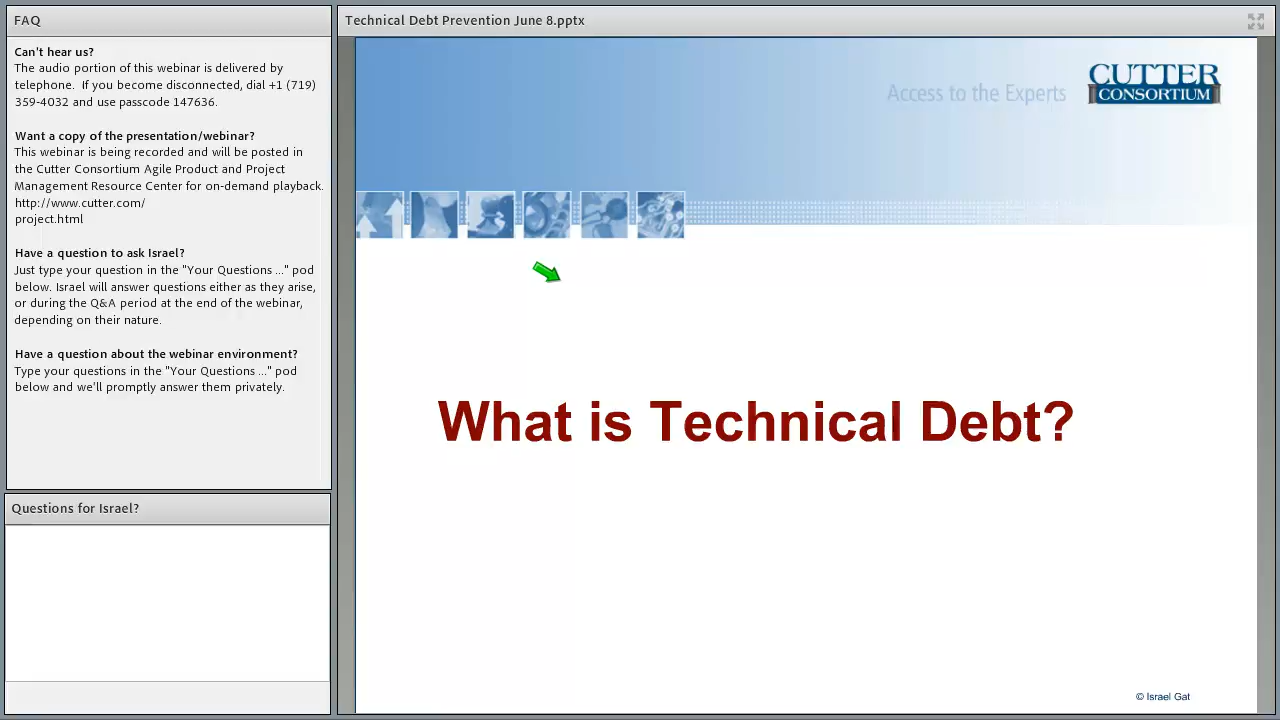 FAQ
Can't hear us?
The audio portion of this webinar is delivered by
telephone.  If you become disconnected, dial +1 (719)
359-4032 and use passcode 147636.
Want a copy of the presentation/webinar?
This webinar is being recorded and will be posted in
the Cutter Consortium Agile Product and Project
Management Resource Center for on-demand playback.
http://www.cutter.com/
project.html
Have a question to ask Israel?
Just type your question in the "Your Questions ..." pod
below. Israel will answer questions either as they arise,
or during the Q&A period at the end of the webinar,
depending on their nature.
Have a question about the webinar environment?
Type your questions in the "Your Questions ..." pod
below and we'll promptly answer them privately.
Questions for Israel?
Technical Debt Prevention June 8.pptx
Access to the Experts
CUTTER
CONSORTIUM
What is Technical Debt?
© Israel Gat